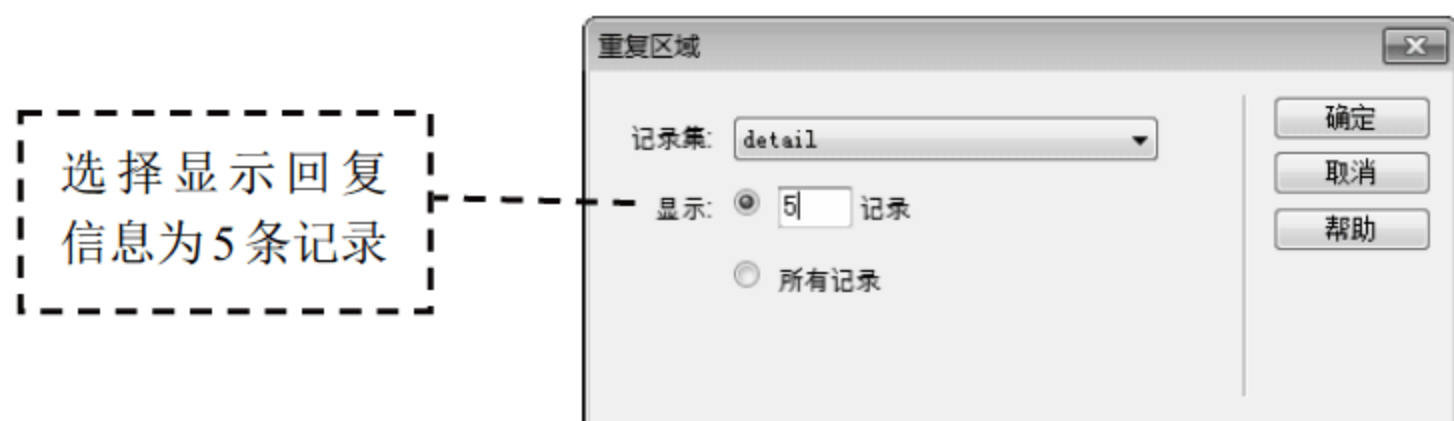 重复区域
选择显示回复
信息为5条记录
记录集: detail
显示: 5 记录
所有记录
确定
取消
帮助